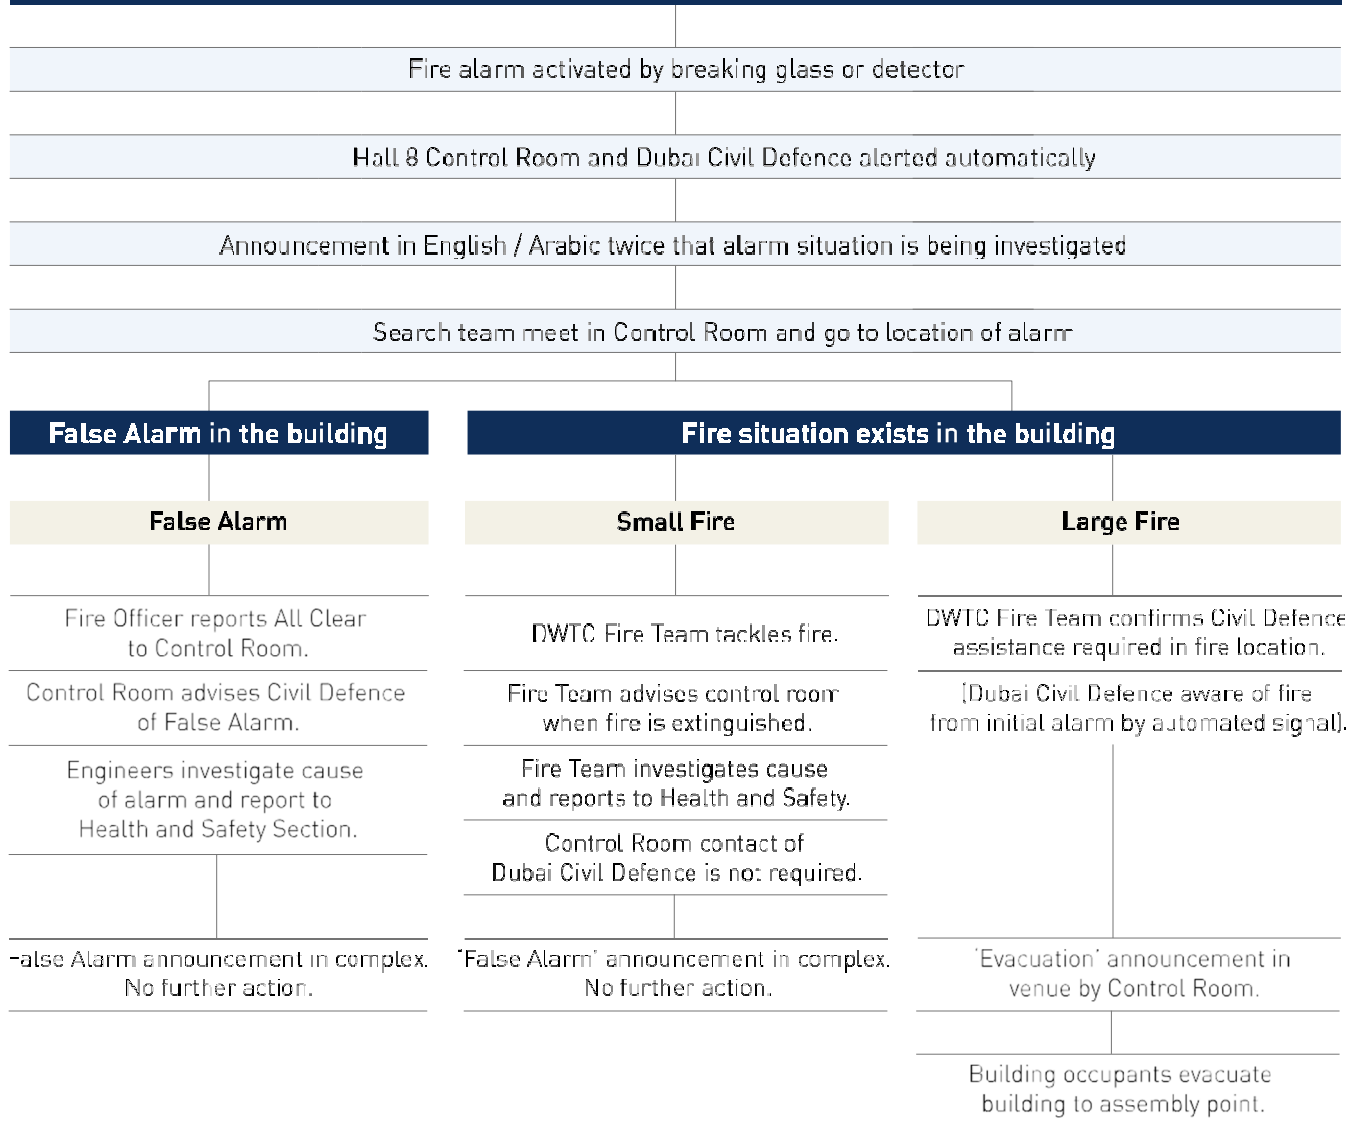 Fire alarm activated by breaking glass or detector
Hall 8 Control Room and Dubai Civil Defence alerted automatically
Announcement in English / Arabic twice that alarm situation is being investigated
Search team meet in Control Room and go to location of alarm
False Alarm in the building
Fire situation exists in the building
False Alarm
Small Fire
Large Fire
Fire Officer reports All Clear
to Control Room.
Control Room advises Civil Defence
of False Alarm.
Engineers investigate cause
of alarm and report to
Health and Safety Section.
False Alarm announcement in complex.
No further action.
DWTC Fire Team tackles fire.
Fire Team advises control room
when fire is extinguished.
Fire Team investigates cause
and reports to Health and Safety.
Control Room contact of
Dubai Civil Defence is not required.
'False Alarm' announcement in complex.
No further action.
DWTC Fire Team confirms Civil Defence
assistance required in fire location.
(Dubai Civil Defence aware of fire
from initial alarm by automated signal).
'Evacuation' announcement in
venue by Control Room.
Building occupants evacuate
building to assembly point.